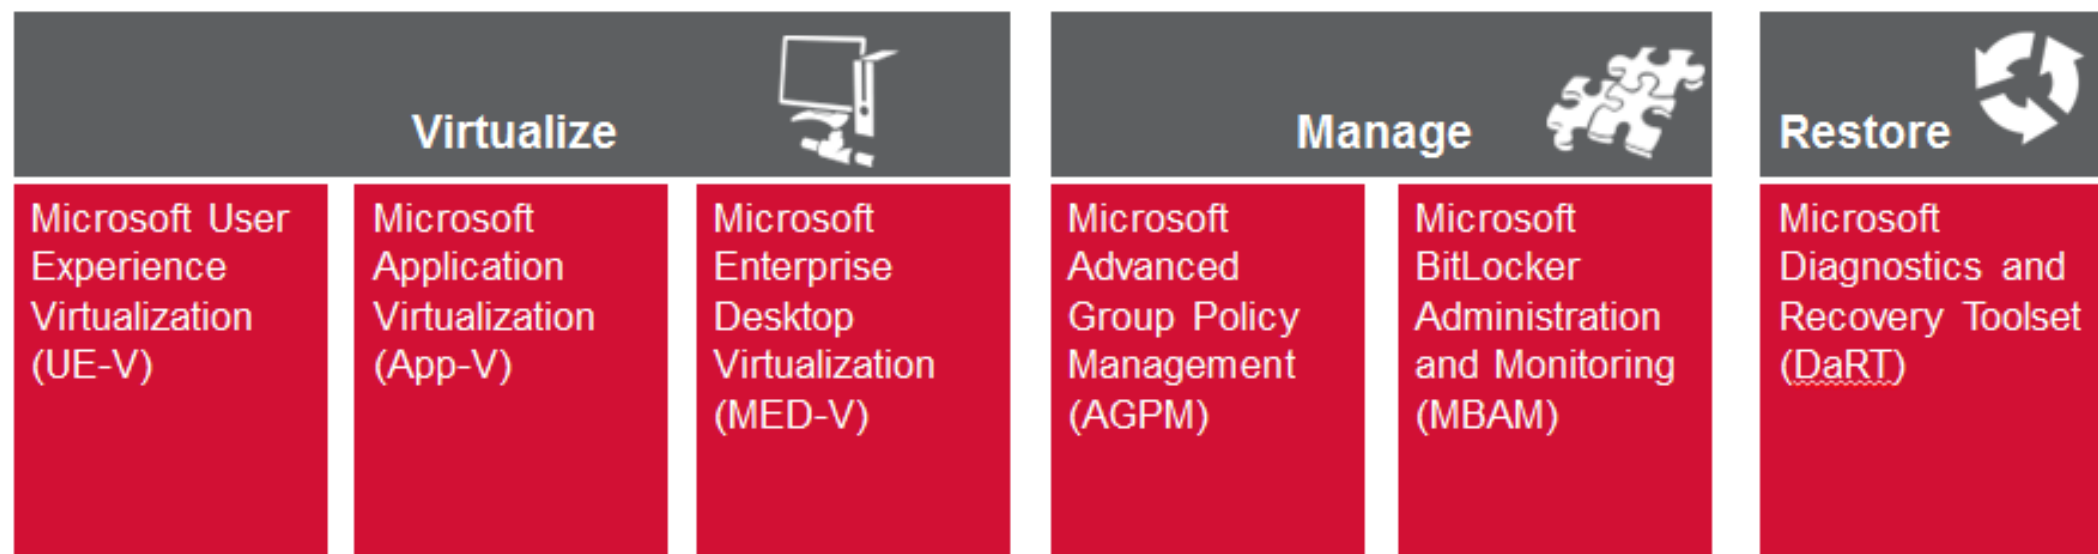 Virtualize
Microsoft User
Experience
Virtualization
(UE-V)
Microsoft
Application
Virtualization
(App-V)
Microsoft
Enterprise
Desktop
Virtualization
(MED-V)
Manage
Microsoft
Advanced
Group Policy
Management
(AGPM)
Microsoft
BitLocker
Administration
and Monitoring
(MBAM)
Restore
Microsoft
Diagnostics and
Recovery Toolset
(DaRT)